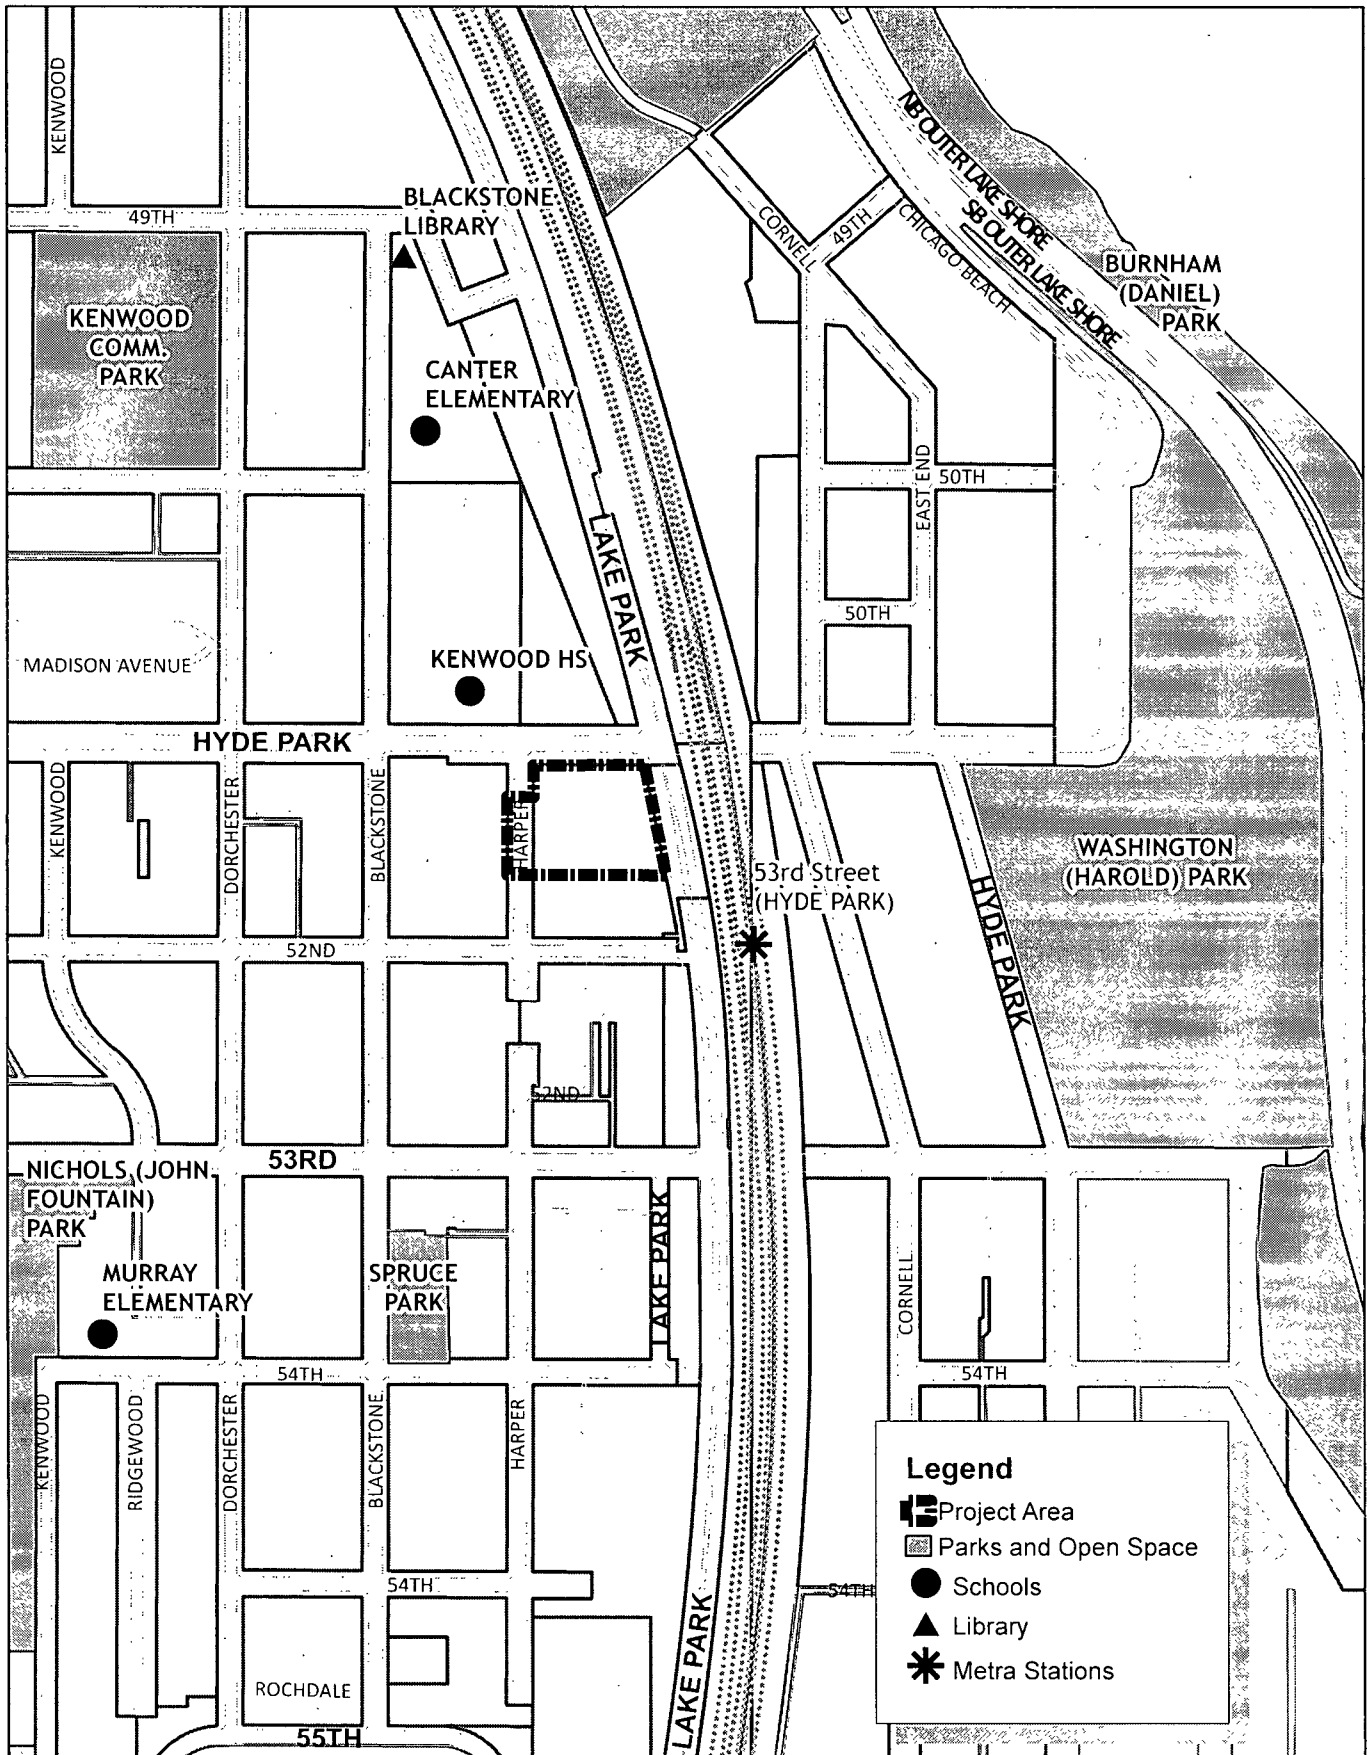 KENWOOD
NB OUTER LAKE SHORE
SB OUTER LAKE SHORE
49TH
BLACKSTONE
LIBRARY
CORNELL
49TH
CHICAGO BEACH
BURNHAM
(DANIEL)
PARK
KENWOOD
COMM.
PARK
CANTER
ELEMENTARY
EAST END
50TH
LAKE PARK
50TH
MADISON AVENUE
KENWOOD HS
HYDE PARK
KENWOOD
DORCHESTER
BLACKSTONE
HARPER
WASHINGTON
(HAROLD) PARK
53rd Street
(HYDE PARK)
HYDE PARK
52ND
52ND
53RD
NICHOLS (JOHN
FOUNTAIN)
PARK
LAKE PARK
MURRAY
ELEMENTARY
SPRUCE
PARK
CORNELL
54TH
54TH
KENWOOD
RIDGEWOOD
DORCHESTER
BLACKSTONE
HARPER
Legend
Project Area
Parks and Open Space
Schools
Library
Metra Stations
54TH
54TH
LAKE PARK
ROCHDALE
55TH